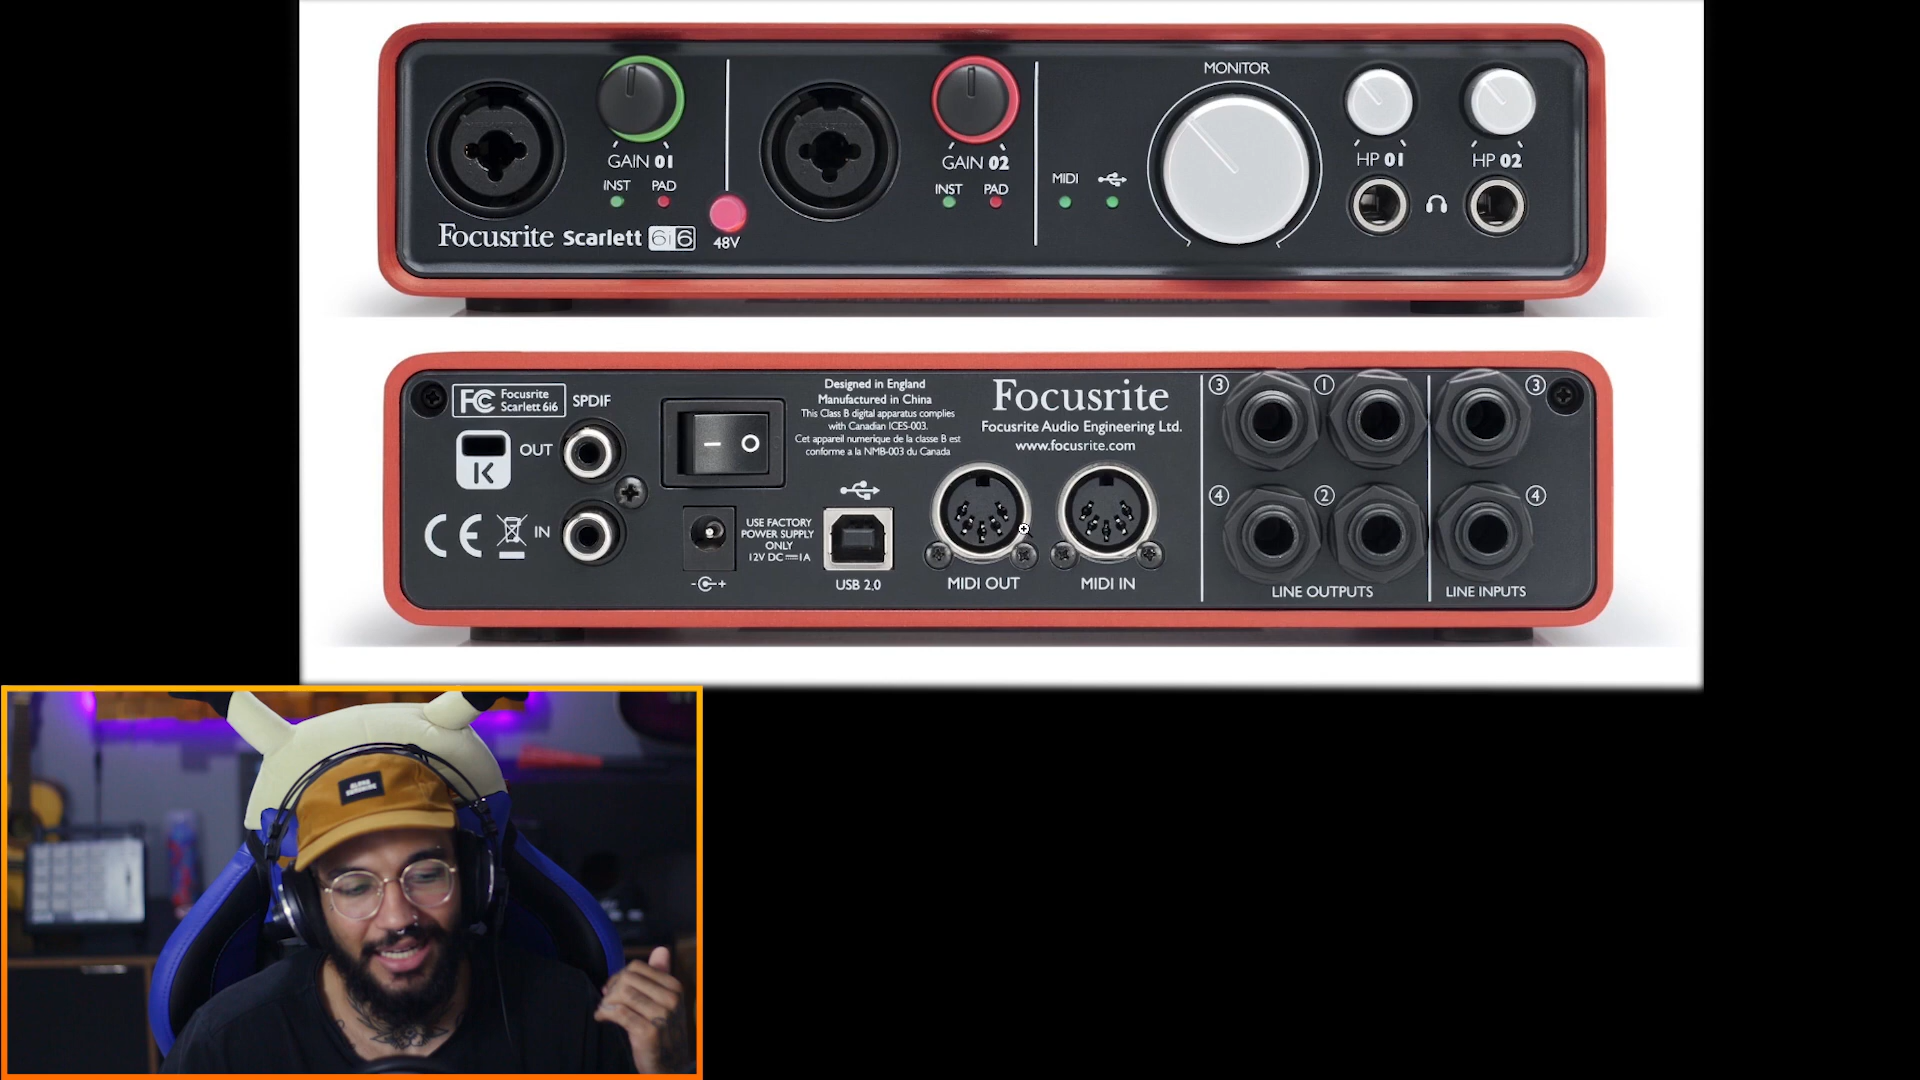 MONITOR
GAIN 01
INST PAD
Focusrite Scarlett 6i6
48V
GAIN 02
INST PAD
MIDI
HP 01
HP 02
FC Focusrite
Scarlett 6i6
SPDIF
OUT
K
CE
IN
– O
USE FACTORY
POWER SUPPLY
ONLY
12V DC ⎓ 1A
Designed in England
Manufactured in China
This Class B digital apparatus complies
with Canadian ICES-003.
Cet appareil numerique de la classe B est
conforme a la NMB-003 du Canada
USB 2.0
Focusrite
Focusrite Audio Engineering Ltd.
www.focusrite.com
MIDI OUT
MIDI IN
3 1
4 2
LINE OUTPUTS
3
4
LINE INPUTS